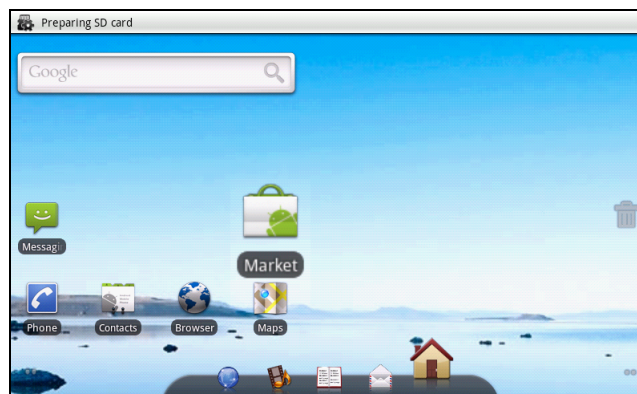 Preparing SD card
Google
Messagi
Market
Phone
Contacts
Browser
Maps